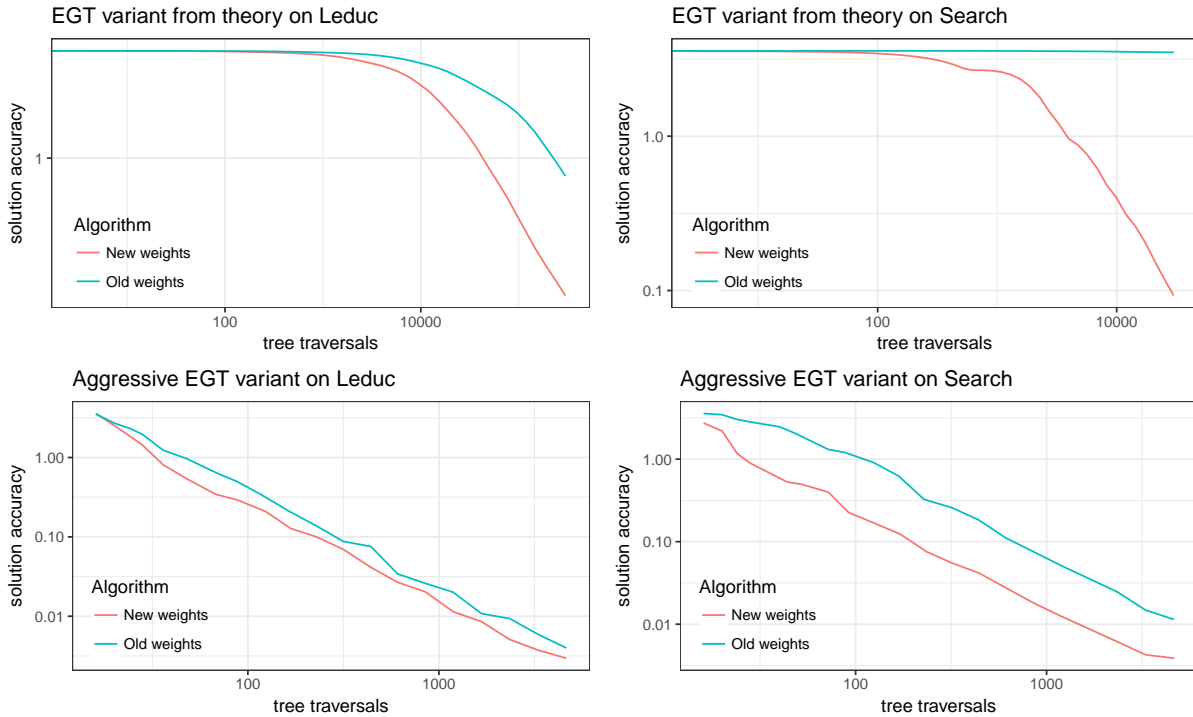 EGT variant from theory on Leduc
solution accuracy
1
Algorithm
New weights
Old weights
100
10000
tree traversals
EGT variant from theory on Search
solution accuracy
1.0
0.1
Algorithm
New weights
Old weights
100
10000
tree traversals
Aggressive EGT variant on Leduc
solution accuracy
1.00
0.10
0.01
Algorithm
New weights
Old weights
100
1000
tree traversals
Aggressive EGT variant on Search
solution accuracy
1.00
0.10
0.01
Algorithm
New weights
Old weights
100
1000
tree traversals